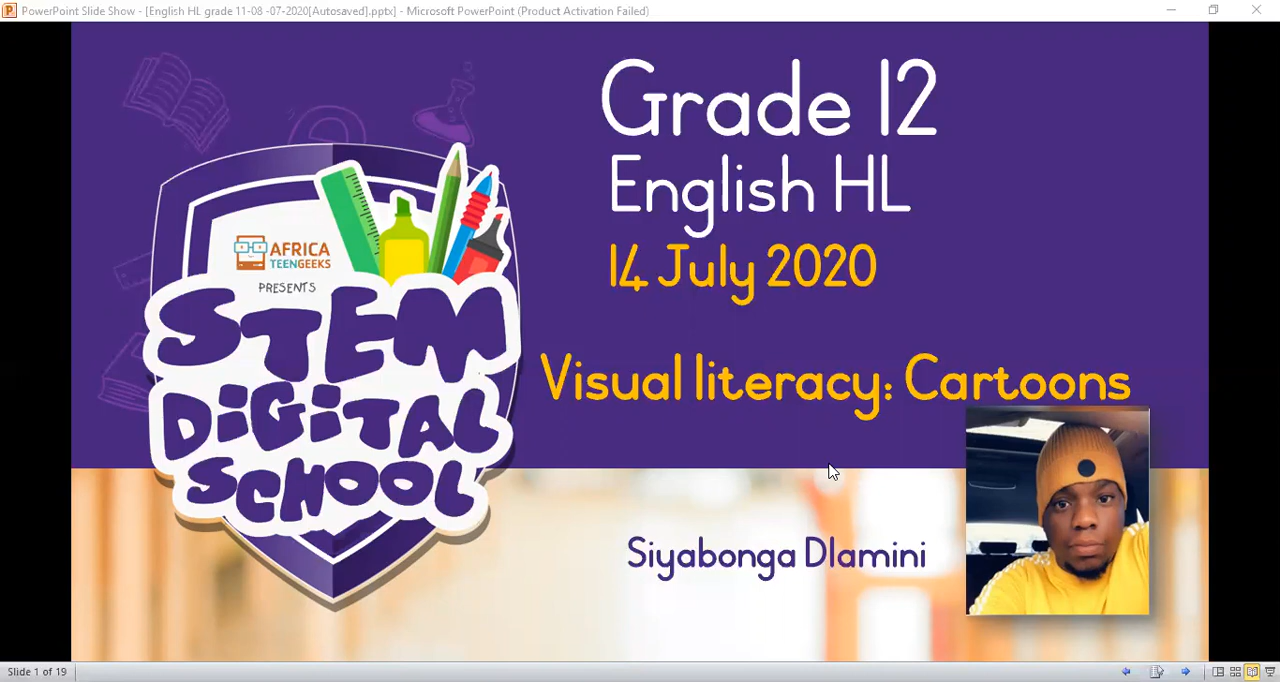 PowerPoint Slide Show - [English HL grade 11-08 -07-2020[Autosaved].pptx] - Microsoft PowerPoint (Product Activation Failed)
Grade 12
English HL
14 July 2020
AFRICA
TEENGEEKS
PRESENTS
STEM
DIGITAL
SCHOOL
Visual literacy: Cartoons
Siyabonga Dlamini
Slide 1 of 19